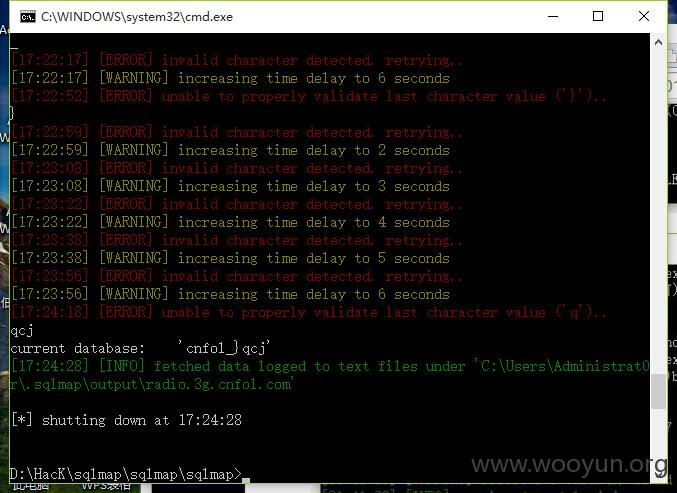 C:\WINDOWS\system32\cmd.exe
[17:22:17] [ERROR] invalid character detected. retrying..
[17:22:17] [WARNING] increasing time delay to 6 seconds
[17:22:52] [ERROR] unable to properly validate last character value ('}')..
}
[17:22:59] [ERROR] invalid character detected. retrying..
[17:22:59] [WARNING] increasing time delay to 2 seconds
[17:23:08] [ERROR] invalid character detected. retrying..
[17:23:08] [WARNING] increasing time delay to 3 seconds
[17:23:22] [ERROR] invalid character detected. retrying..
[17:23:22] [WARNING] increasing time delay to 4 seconds
[17:23:38] [ERROR] invalid character detected. retrying..
[17:23:38] [WARNING] increasing time delay to 5 seconds
[17:23:56] [ERROR] invalid character detected. retrying..
[17:23:56] [WARNING] increasing time delay to 6 seconds
[17:24:18] [ERROR] unable to properly validate last character value ('q')..
qcj
current database:    'cnfol_}qcj'
[17:24:28] [INFO] fetched data logged to text files under 'C:\Users\Administrat0
r\.sqlmap\output\radio.3g.cnfol.com'
[*] shutting down at 17:24:28
D:\HacK\sqlmap\sqlmap\sqlmap>
www.wooyun.org